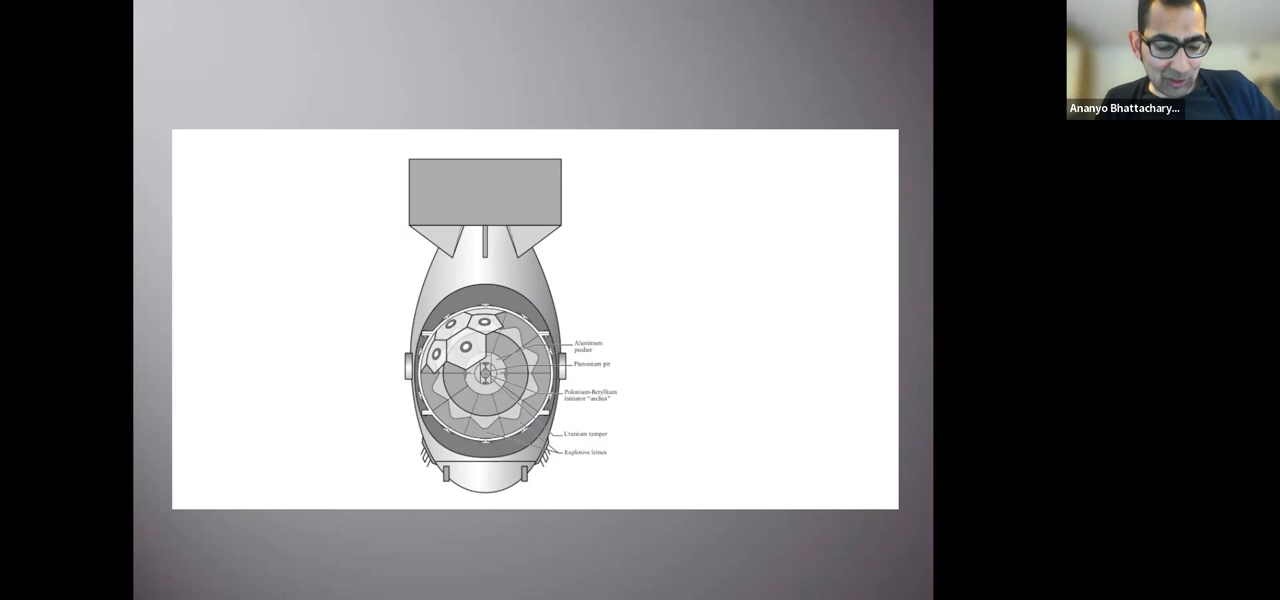 Ananyo Bhattachary...
Aluminum
pusher
Plutonium pit
Polonium-Beryllium
initiator "urchin"
Uranium tamper
Explosive lenses